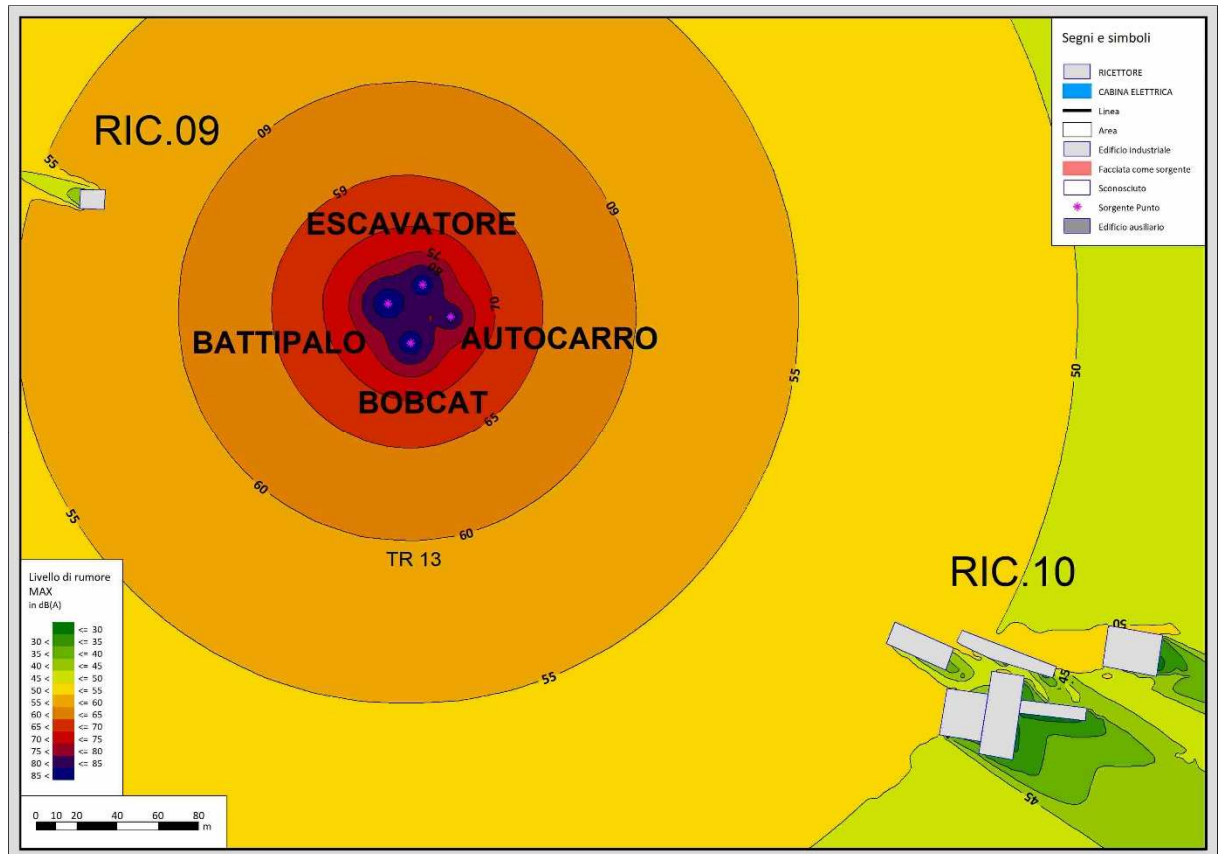 RIC.09
ESCAVATORE
BATTIPALO
AUTOCARRO
BOBCAT
TR 13
RIC.10
55
60
65
60
75
80
70
65
55
50
60
60
55
55
50
45
45
Segni e simboli
RICETTORE
CABINA ELETTRICA
Linea
Area
Edificio industriale
Facciata come sorgente
Sconosciuto
Sorgente Punto
Edificio ausiliario
Livello di rumore
MAX
in dB(A)
<= 30
30 < <= 35
35 < <= 40
40 < <= 45
45 < <= 50
50 < <= 55
55 < <= 60
60 < <= 65
65 < <= 70
70 < <= 75
75 < <= 80
80 < <= 85
85 <
0 10 20 40 60 80
m